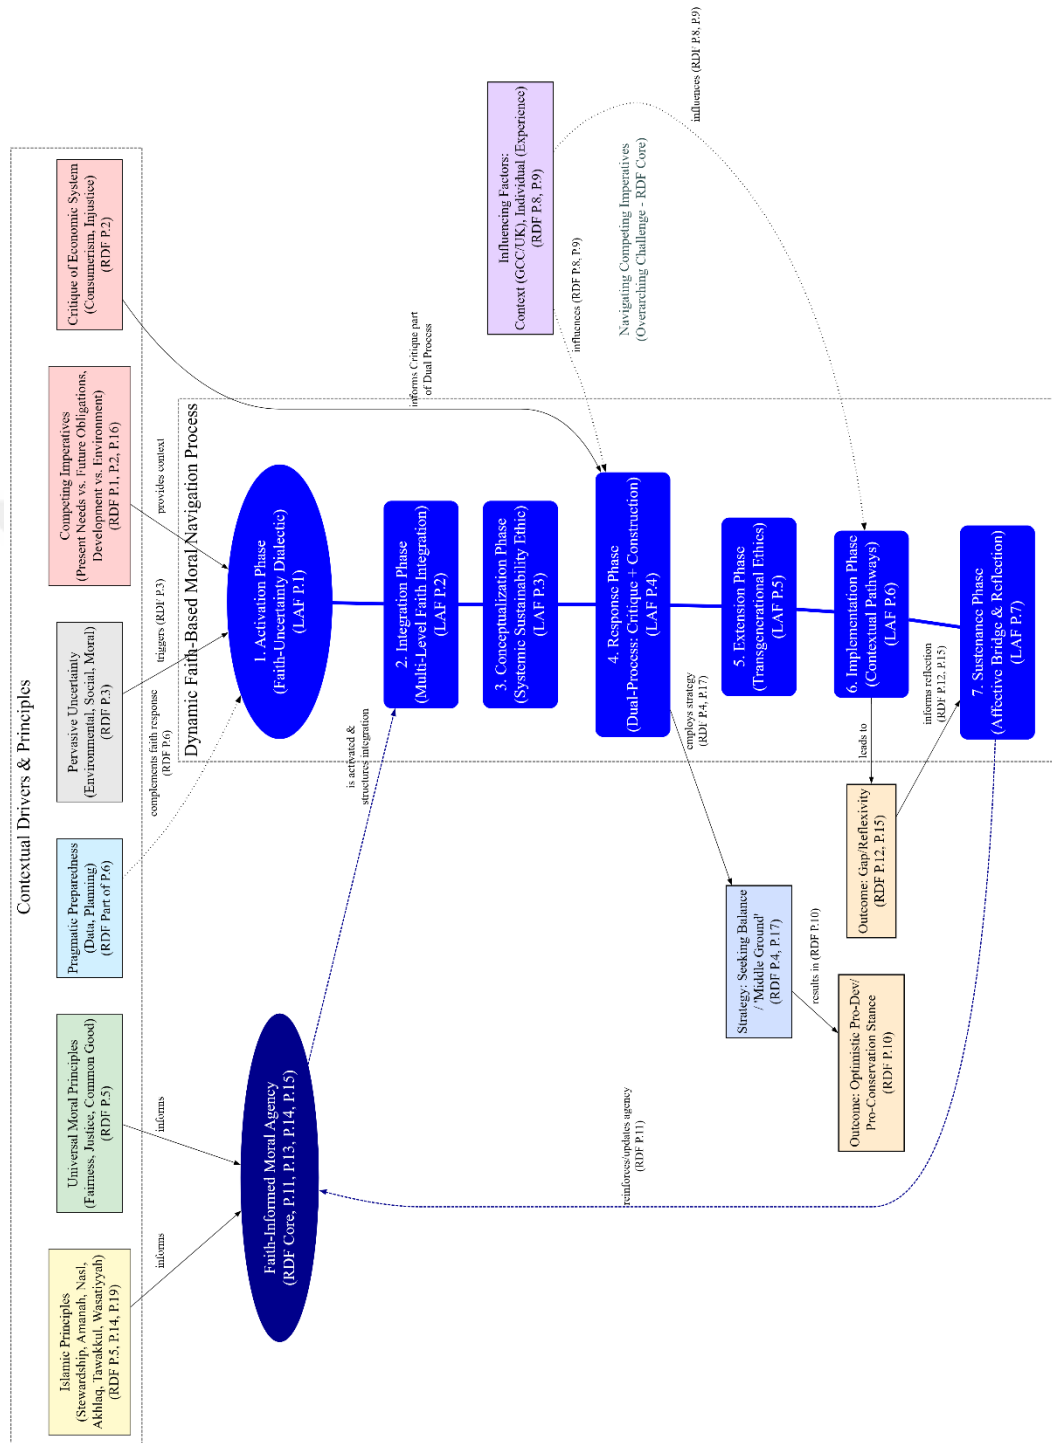 Contextual Drivers & Principles
Islamic Principles
(Stewardship, Amanah, Nasl,
Akhlaq, Tawakkul, Wasatiyyah)
(RDF P.5, P.14, P.19)
Universal Moral Principles
(Fairness, Justice, Common Good)
(RDF P.5)
Pragmatic Preparedness
(Data, Planning)
(RDF Part of P.6)
Pervasive Uncertainty
(Environmental, Social, Moral)
(RDF P.3)
Competing Imperatives
(Present Needs vs. Future Obligations,
Development vs. Environment)
(RDF P.1, P.2, P.16)
Critique of Economic System
(Consumerism, Injustice)
(RDF P.2)
informs
informs
complements faith response
(RDF P.6)
triggers (RDF P.3)
provides context
Dynamic Faith-Based Moral Navigation Process
Faith-Informed Moral Agency
(RDF Core, P.11, P.13, P.14, P.15)
1. Activation Phase
(Faith-Uncertainty Dialectic)
(LAF P.1)
is activated &
structures integration
2. Integration Phase
(Multi-Level Faith Integration)
(LAF P.2)
informs Critique part
of Dual Process
3. Conceptualization Phase
(Systemic Sustainability Ethic)
(LAF P.3)
Influencing Factors:
Context (GCC/UK), Individual (Experience)
(RDF P.8, P.9)
influences (RDF P.8, P.9)
influences (RDF P.8, P.9)
4. Response Phase
(Dual-Process: Critique + Construction)
(LAF P.4)
Navigating Competing Imperatives
(Overarching Challenge - RDF Core)
employs strategy
(RDF P.4, P.17)
Strategy: Seeking Balance
/ 'Middle Ground'
(RDF P.4, P.17)
5. Extension Phase
(Transgenerational Ethics)
(LAF P.5)
results in (RDF P.10)
reinforces/updates agency
(RDF P.11)
Outcome: Optimistic Pro-Dev/
Pro-Conservation Stance
(RDF P.10)
6. Implementation Phase
(Contextual Pathways)
(LAF P.6)
leads to
Outcome: Gap/Reflexivity
(RDF P.12, P.15)
informs reflection
(RDF P.12, P.15)
7. Sustenance Phase
(Affective Bridge & Reflection)
(LAF P.7)